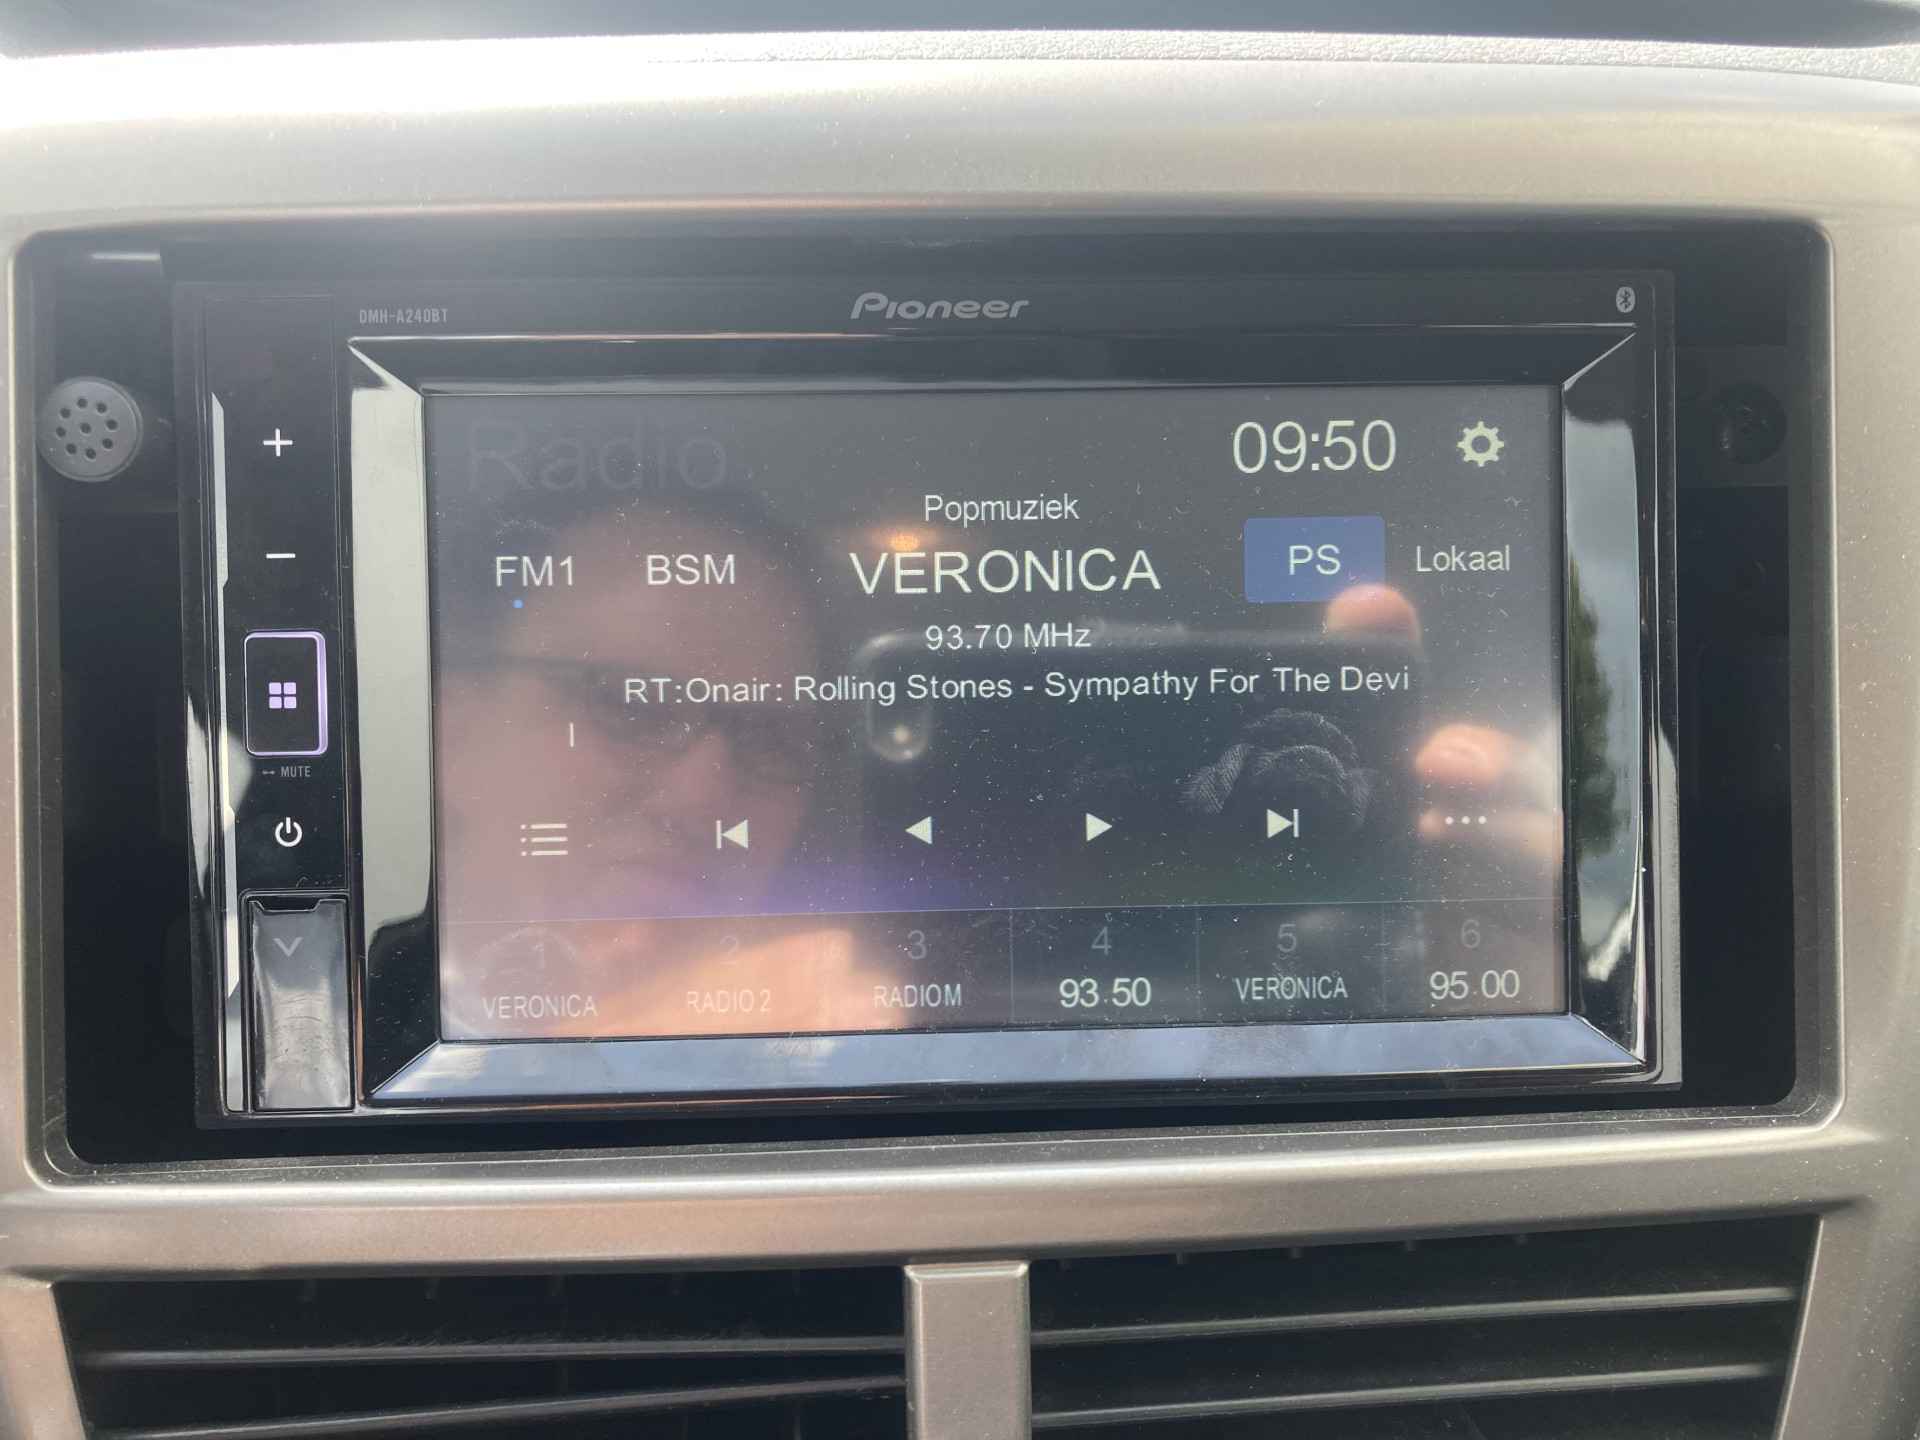 DMH-A240BT
Pioneer
Radio
09:50
Popmuziek
FM1 BSM VERONICA PS Lokaal
93.70 MHz
RT:Onair: Rolling Stones - Sympathy For The Devi
MUTE
1 2 3 4 5 6
VERONICA RADIO 2 RADIOM 93.50 VERONICA 95.00